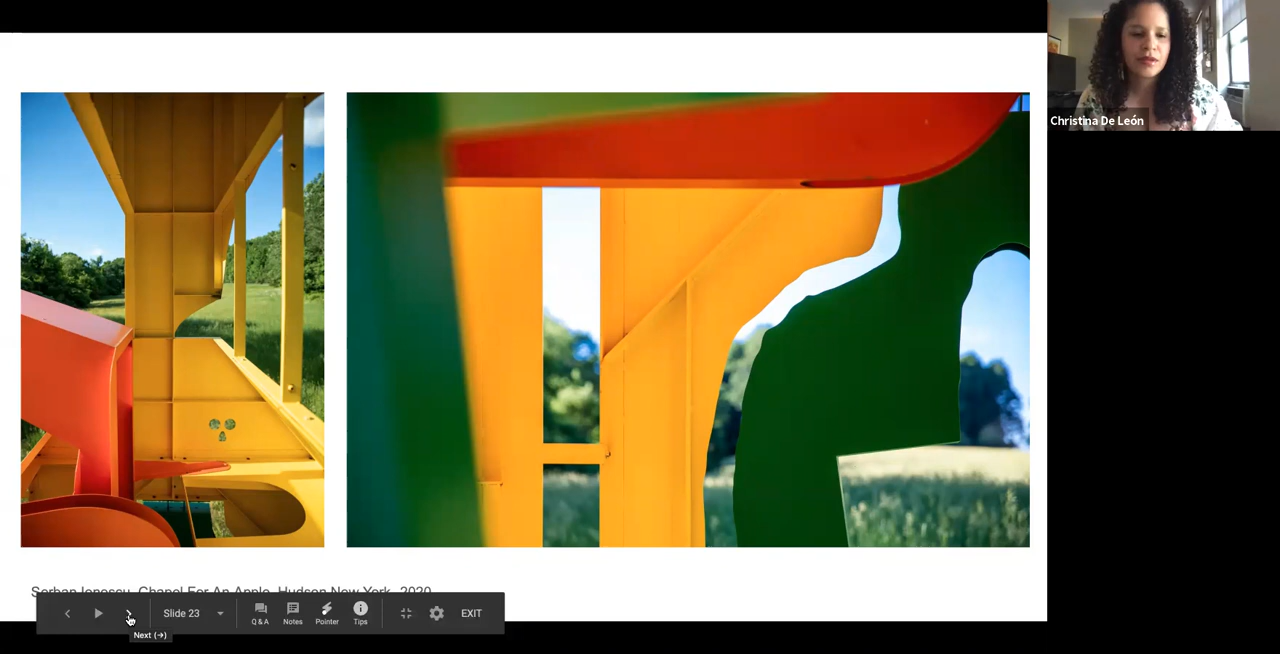 Christina De León
Serban Ionescu, Chapel For An Apple, Hudson New York, 2020
Slide 23
Q & A
Notes
Pointer
Tips
EXIT
Next (→)